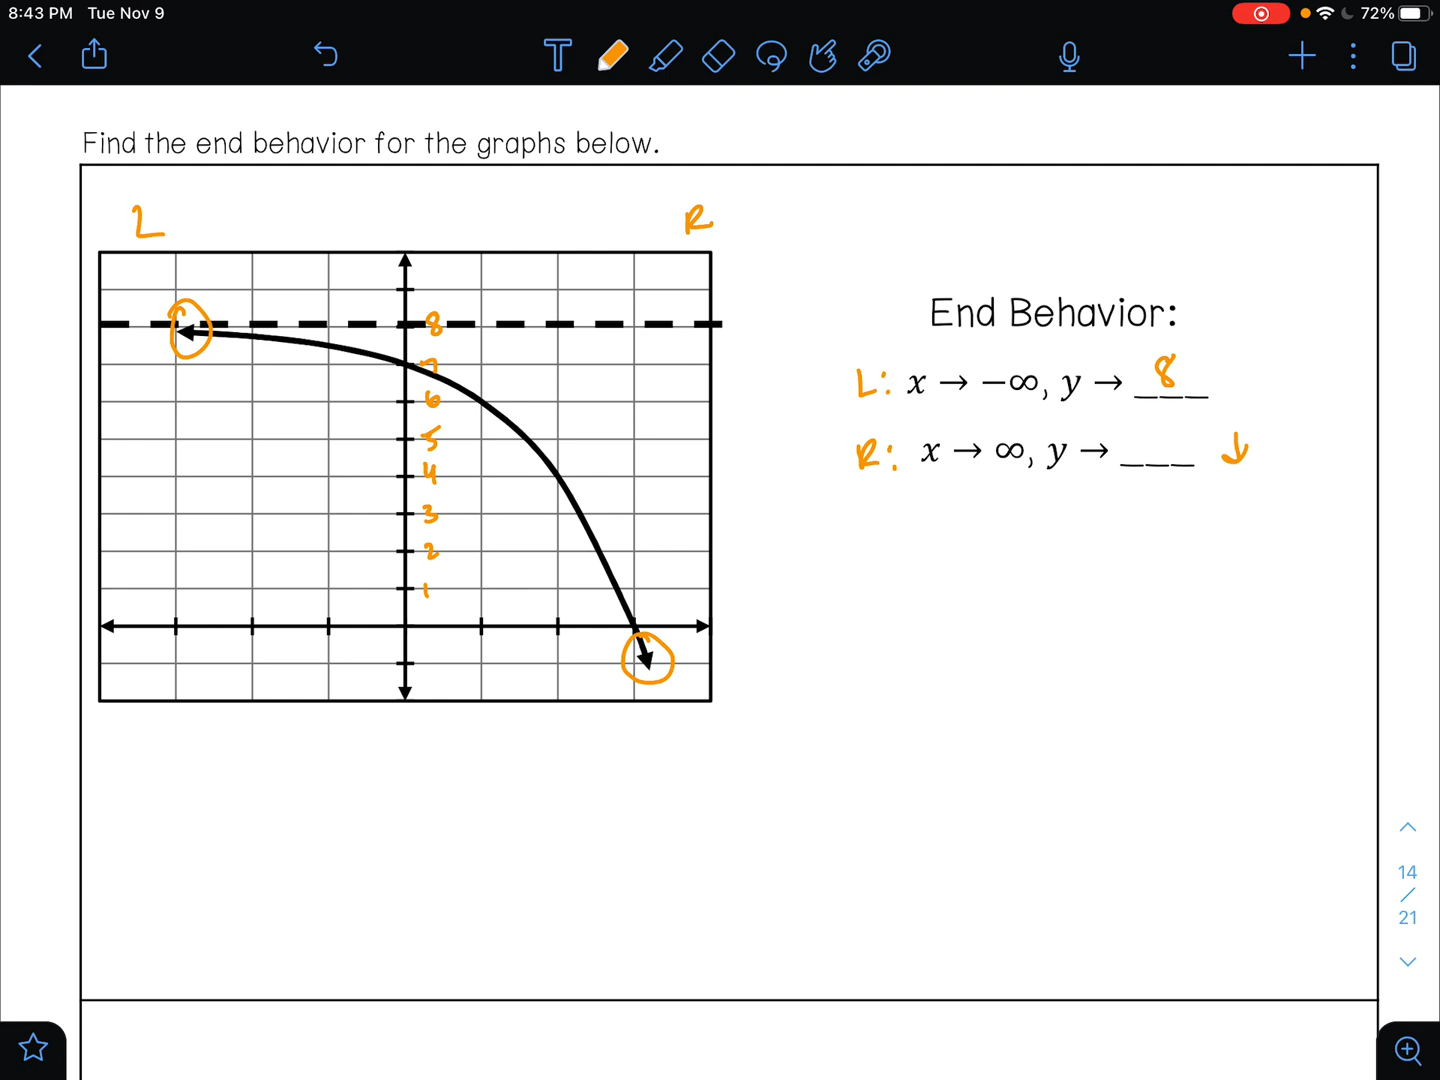 8:43 PM Tue Nov 9 72%
T
Find the end behavior for the graphs below.
L R
8
7
6
5
4
3
2
1
End Behavior:
L: x → −∞, y → 8
R: x → ∞, y → ___ ↓
14
/
21